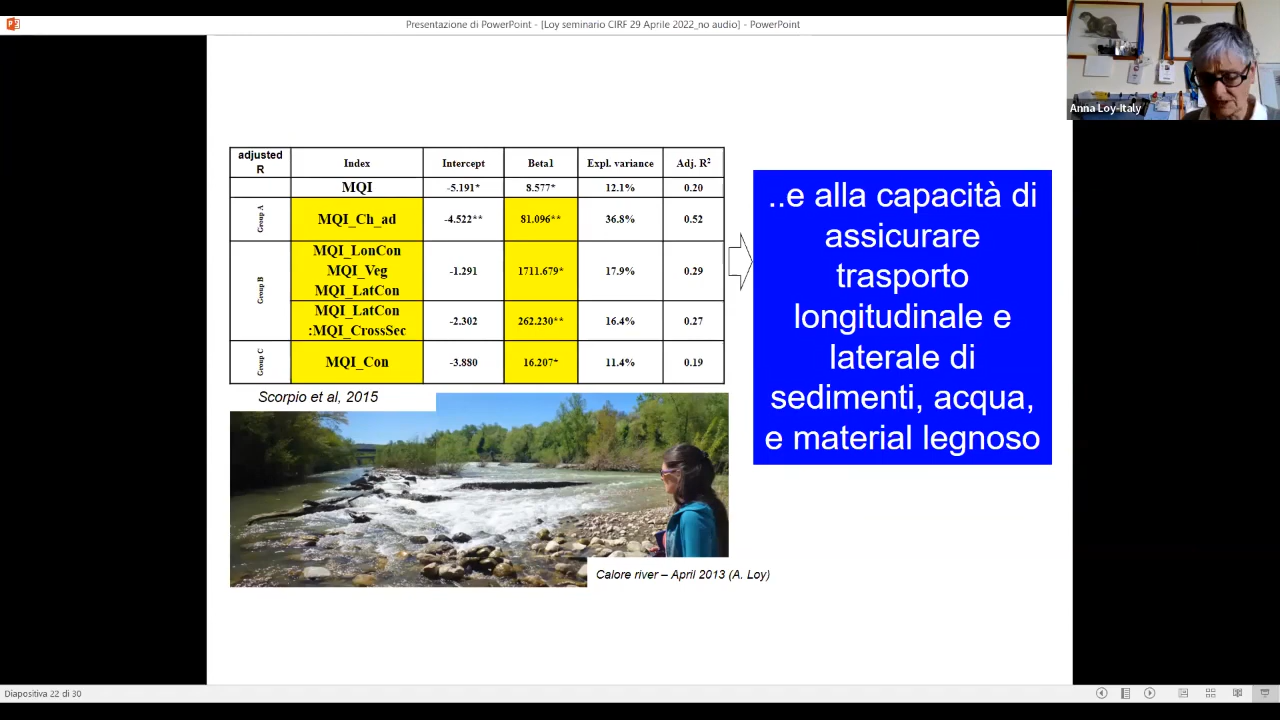 Presentazione di PowerPoint - [Loy seminario CIRF 29 Aprile 2022_no audio] - PowerPoint
Anna Loy-Italy
adjusted R Index Intercept Beta1 Expl. variance Adj. R²
MQI -5.191* 8.577* 12.1% 0.20
Group A MQI_Ch_ad -4.522** 81.096** 36.8% 0.52
Group B
MQI_LonCon
MQI_Veg -1.291 1711.679* 17.9% 0.29
MQI_LatCon
MQI_LatCon
:MQI_CrossSec -2.302 262.230** 16.4% 0.27
Group C MQI_Con -3.880 16.207* 11.4% 0.19
Scorpio et al, 2015
..e alla capacità di
assicurare
trasporto
longitudinale e
laterale di
sedimenti, acqua,
e material legnoso
Calore river – April 2013 (A. Loy)
Diapositiva 22 di 30